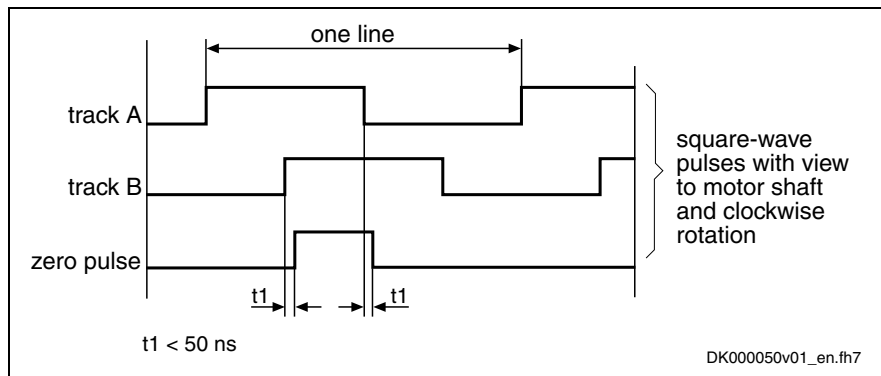 one line
track A
track B
zero pulse
square-wave
pulses with view
to motor shaft
and clockwise
rotation
t1
t1
t1 < 50 ns
DK000050v01_en.fh7